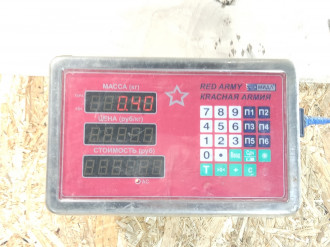 МАССА (кг)
0.40
ЦЕНА (руб/кг)
СТОИМОСТЬ (руб)
RED ARMY
КРАСНАЯ АРМИЯ
7 8 9 П1 П2
4 5 6 П3 П4
1 2 3 П5 П6
0
T
C